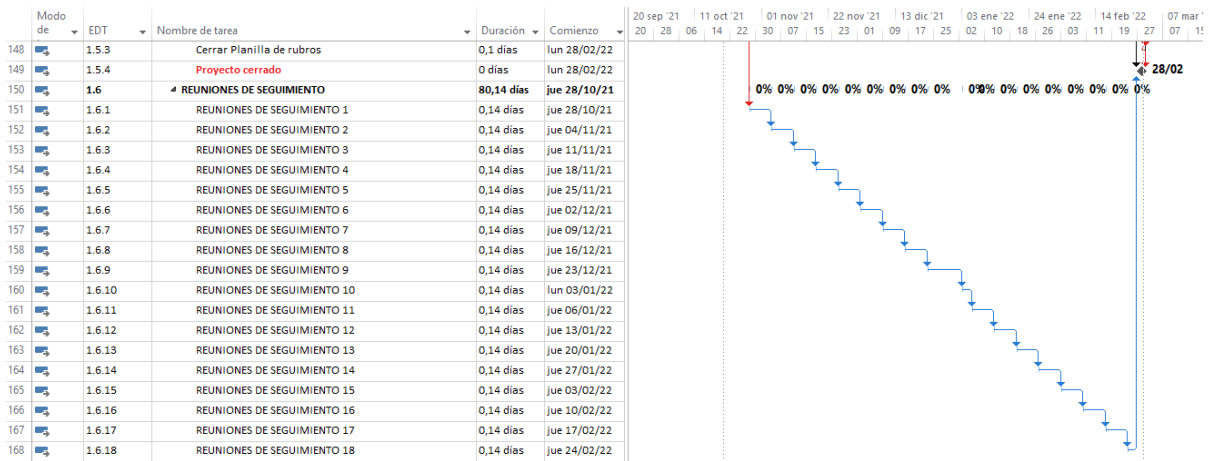 Modo de EDT Nombre de tarea Duración Comienzo
20 sep '21 11 oct '21 01 nov '21 22 nov '21 13 dic '21 03 ene '22 24 ene '22 14 feb '22 07 mar '
20 28 06 14 22 30 07 15 23 01 09 17 25 02 10 18 26 03 11 19 27 07 15
148 1.5.3 Cerrar Planilla de rubros 0,1 días lun 28/02/22
149 1.5.4 Proyecto cerrado 0 días lun 28/02/22 28/02
150 1.6 REUNIONES DE SEGUIMIENTO 80,14 días jue 28/10/21 0% 0% 0% 0% 0% 0% 0% 0% 0% 0% 0% 0% 0% 0% 0% 0% 0% 0%
151 1.6.1 REUNIONES DE SEGUIMIENTO 1 0,14 días jue 28/10/21
152 1.6.2 REUNIONES DE SEGUIMIENTO 2 0,14 días jue 04/11/21
153 1.6.3 REUNIONES DE SEGUIMIENTO 3 0,14 días jue 11/11/21
154 1.6.4 REUNIONES DE SEGUIMIENTO 4 0,14 días jue 18/11/21
155 1.6.5 REUNIONES DE SEGUIMIENTO 5 0,14 días jue 25/11/21
156 1.6.6 REUNIONES DE SEGUIMIENTO 6 0,14 días jue 02/12/21
157 1.6.7 REUNIONES DE SEGUIMIENTO 7 0,14 días jue 09/12/21
158 1.6.8 REUNIONES DE SEGUIMIENTO 8 0,14 días jue 16/12/21
159 1.6.9 REUNIONES DE SEGUIMIENTO 9 0,14 días jue 23/12/21
160 1.6.10 REUNIONES DE SEGUIMIENTO 10 0,14 días lun 03/01/22
161 1.6.11 REUNIONES DE SEGUIMIENTO 11 0,14 días jue 06/01/22
162 1.6.12 REUNIONES DE SEGUIMIENTO 12 0,14 días jue 13/01/22
163 1.6.13 REUNIONES DE SEGUIMIENTO 13 0,14 días jue 20/01/22
164 1.6.14 REUNIONES DE SEGUIMIENTO 14 0,14 días jue 27/01/22
165 1.6.15 REUNIONES DE SEGUIMIENTO 15 0,14 días jue 03/02/22
166 1.6.16 REUNIONES DE SEGUIMIENTO 16 0,14 días jue 10/02/22
167 1.6.17 REUNIONES DE SEGUIMIENTO 17 0,14 días jue 17/02/22
168 1.6.18 REUNIONES DE SEGUIMIENTO 18 0,14 días jue 24/02/22